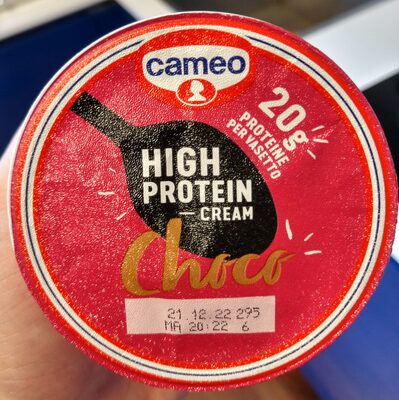 cameo
20g
PROTEINE
PER VASETTO
HIGH
PROTEIN
— CREAM
Choco
21.12.22 295
MA 20:22 6